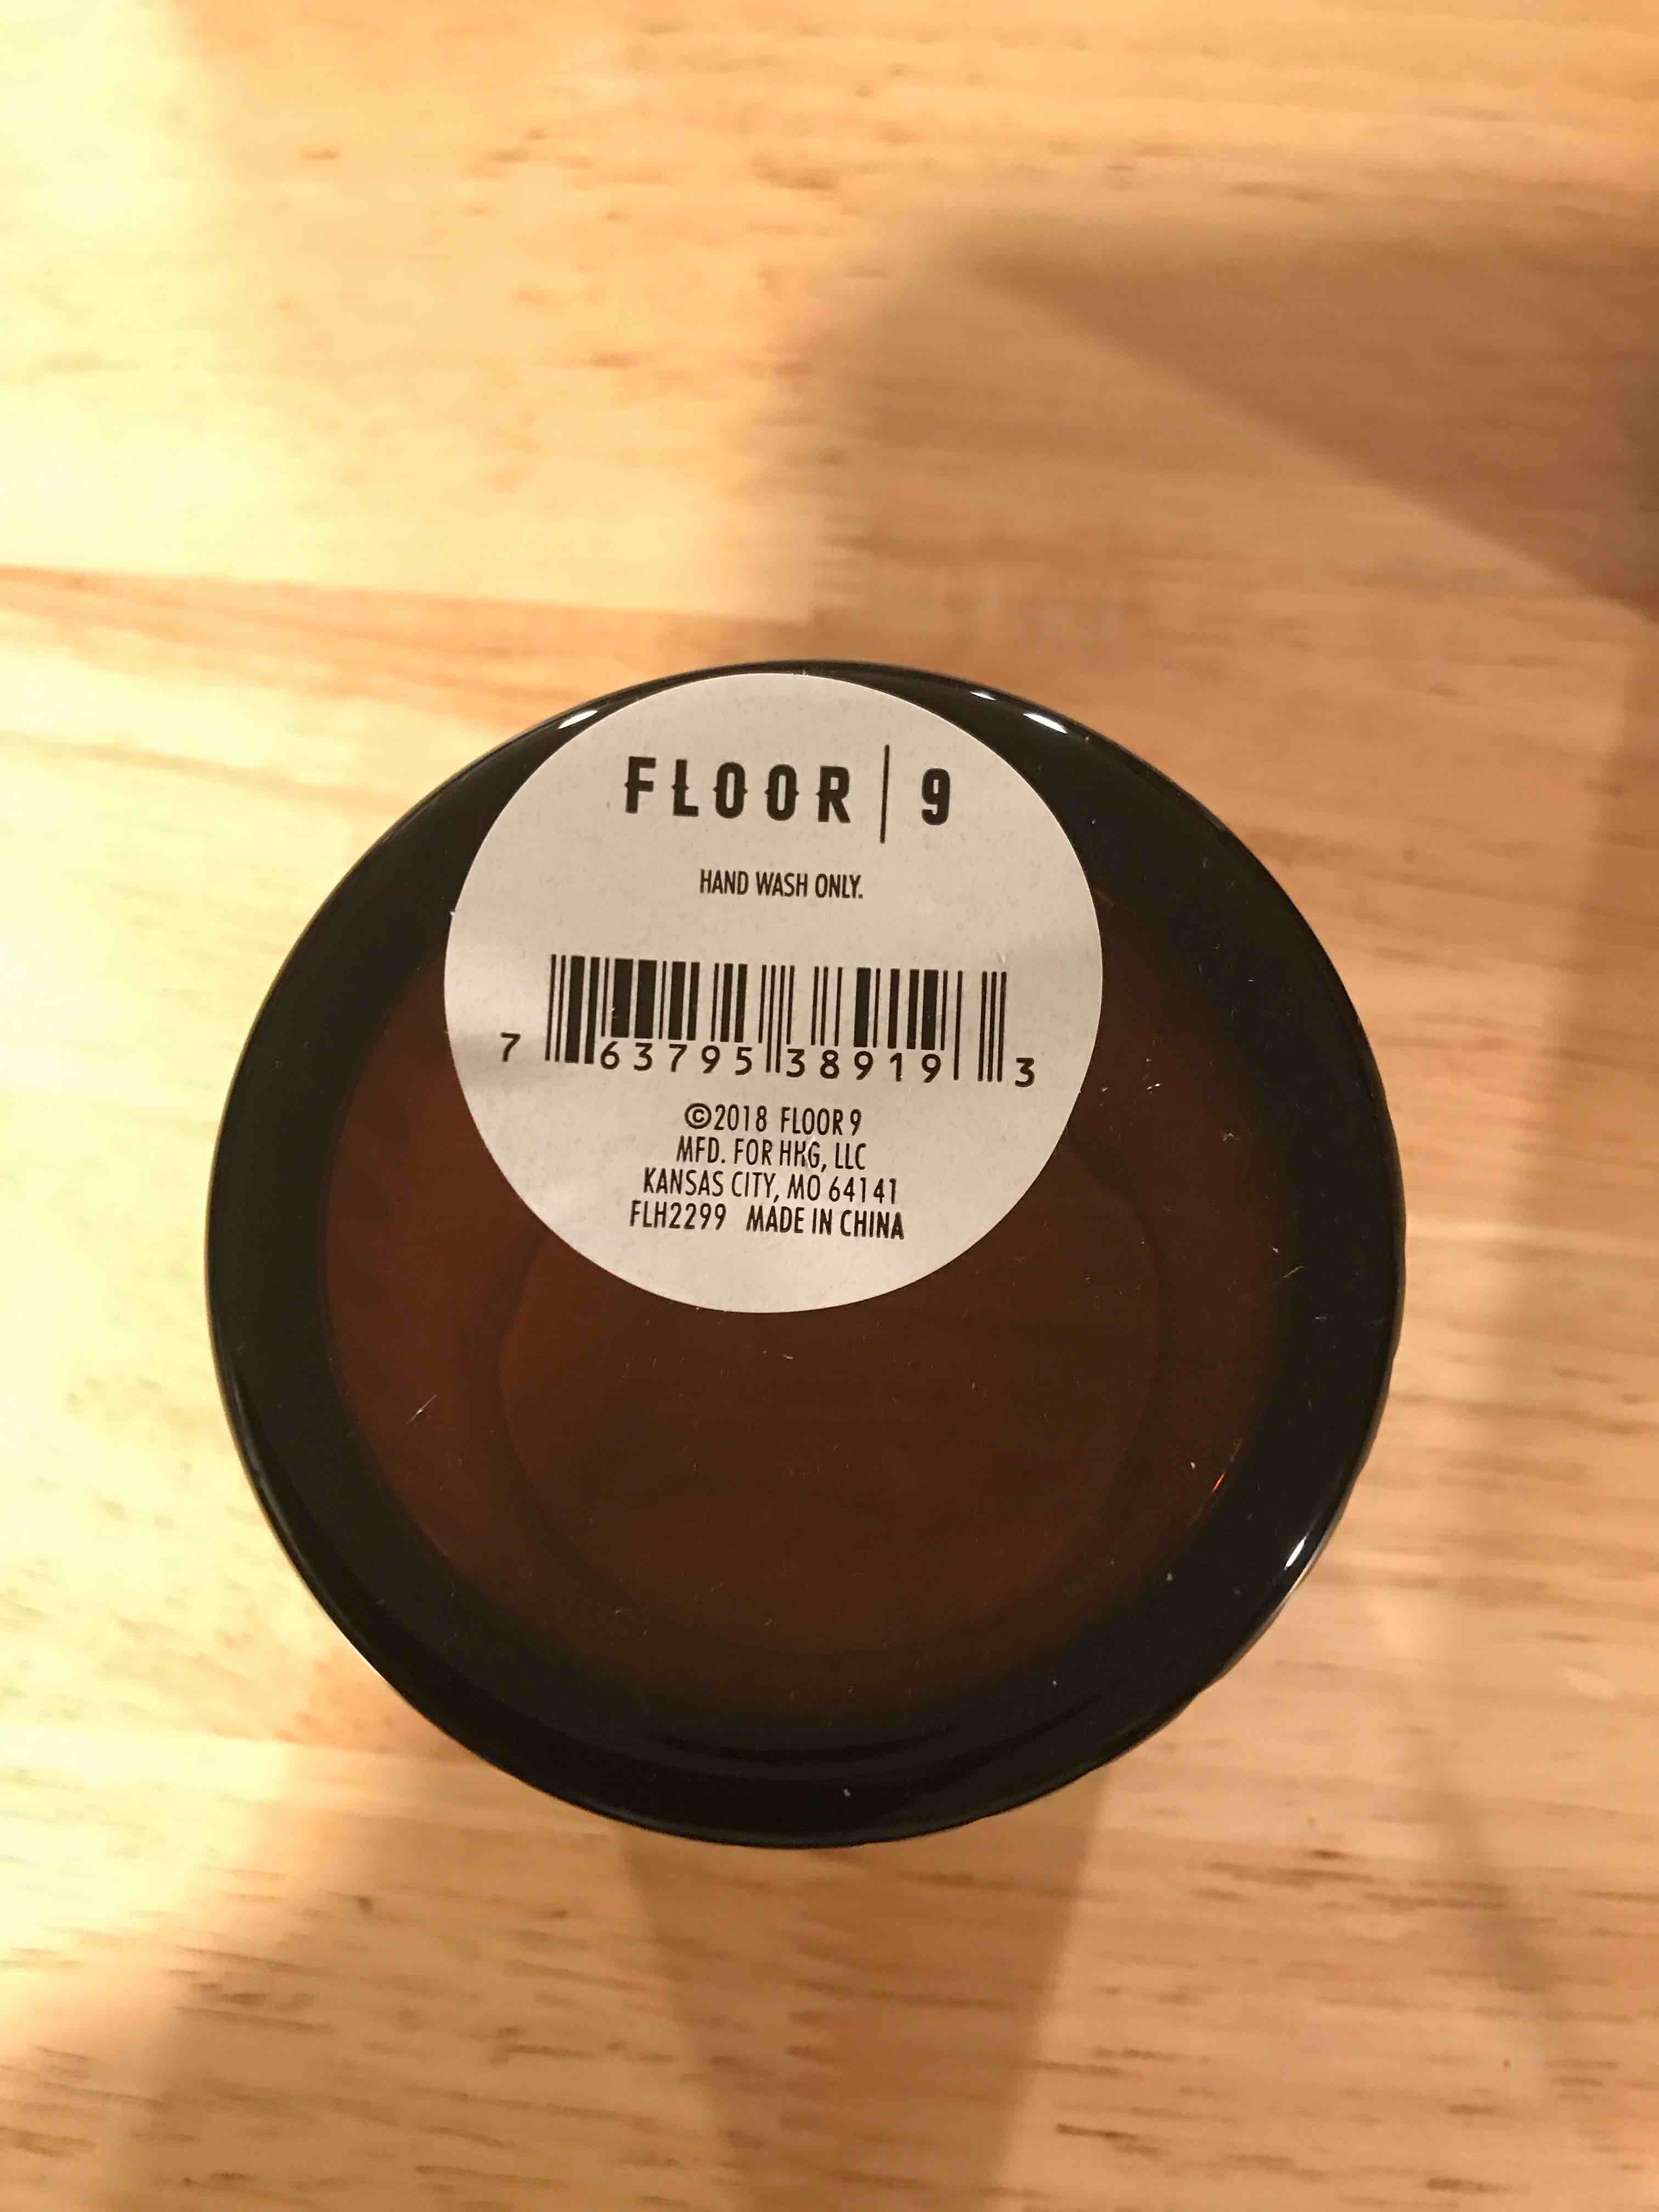 FLOOR | 9
HAND WASH ONLY.
7 63795 38919 3
©2018 FLOOR 9
MFD. FOR HKG, LLC
KANSAS CITY, MO 64141
FLH2299 MADE IN CHINA